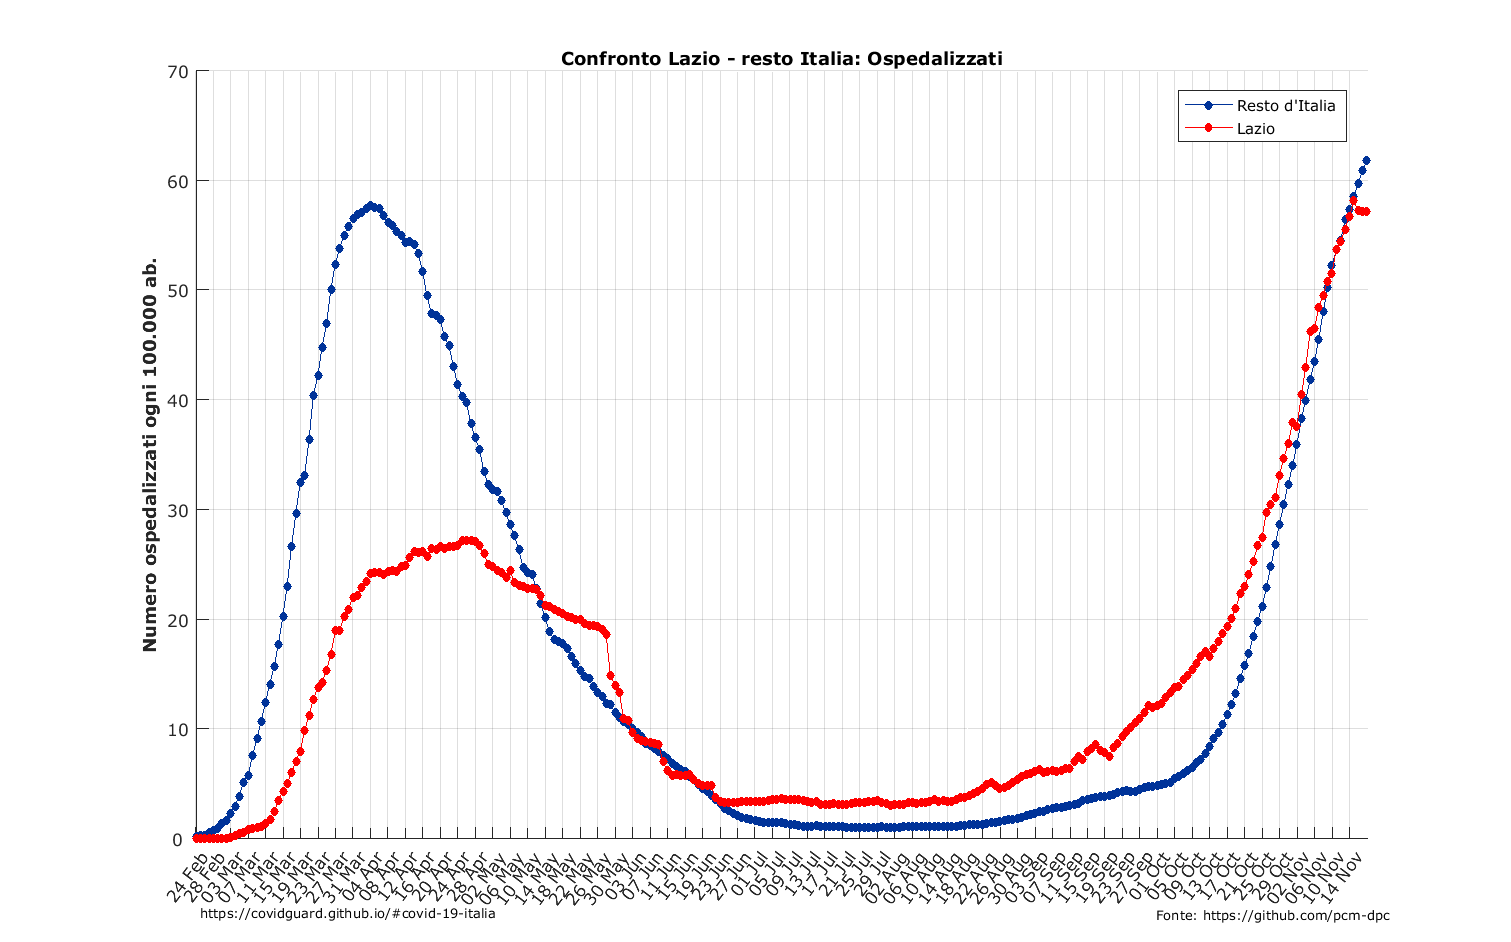 Confronto Lazio - resto Italia: Ospedalizzati
Resto d'Italia
Lazio
Numero ospedalizzati ogni 100.000 ab.
70
60
50
40
30
20
10
0
24 Feb
28 Feb
03 Mar
07 Mar
11 Mar
15 Mar
19 Mar
23 Mar
27 Mar
31 Mar
04 Apr
08 Apr
12 Apr
16 Apr
20 Apr
24 Apr
28 Apr
02 May
06 May
10 May
14 May
18 May
22 May
26 May
30 May
03 Jun
07 Jun
11 Jun
15 Jun
19 Jun
23 Jun
27 Jun
01 Jul
05 Jul
09 Jul
13 Jul
17 Jul
21 Jul
25 Jul
29 Jul
02 Aug
06 Aug
10 Aug
14 Aug
18 Aug
22 Aug
26 Aug
30 Aug
03 Sep
07 Sep
11 Sep
15 Sep
19 Sep
23 Sep
27 Sep
01 Oct
05 Oct
09 Oct
13 Oct
17 Oct
21 Oct
25 Oct
29 Oct
02 Nov
06 Nov
10 Nov
14 Nov
https://covidguard.github.io/#covid-19-italia
Fonte: https://github.com/pcm-dpc